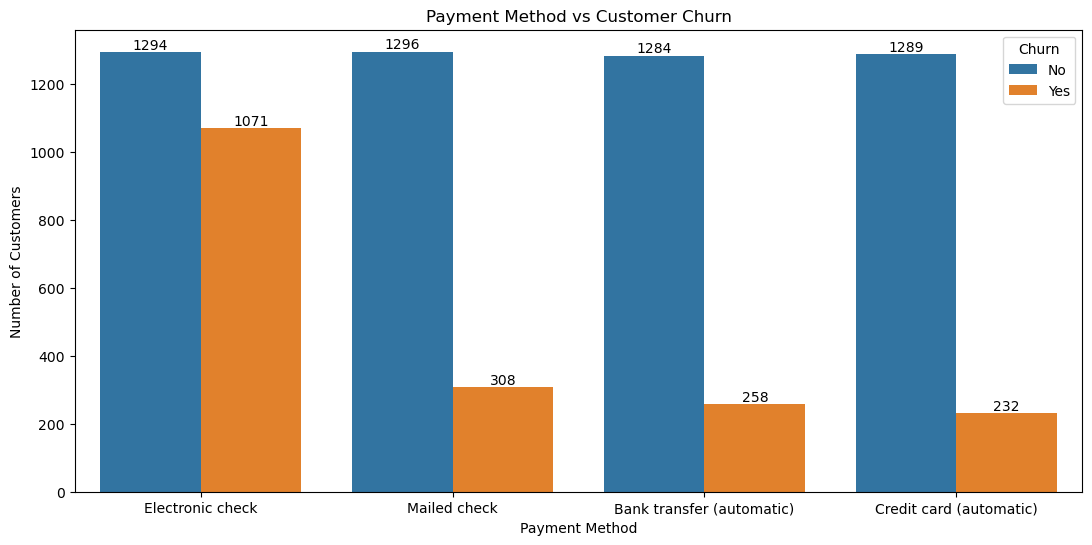 Payment Method vs Customer Churn
1294
1296
1284
1289
Churn
No
Yes
1071
308
258
232
1200
1000
800
600
400
200
0
Number of Customers
Electronic check
Mailed check
Bank transfer (automatic)
Credit card (automatic)
Payment Method